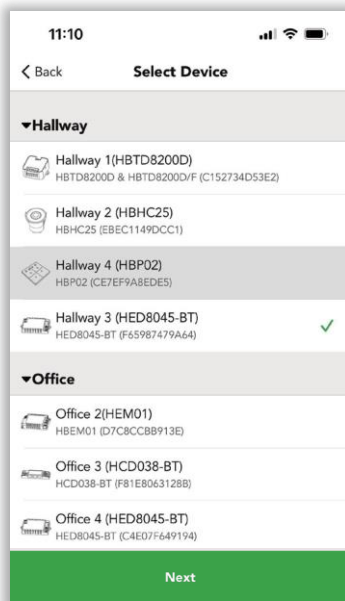 11:10
Back
Select Device
Hallway
Hallway 1(HBTD8200D)
HBTD8200D & HBTD8200D/F (C152734D53E2)
Hallway 2 (HBHC25)
HBHC25 (EBEC1149DCC1)
Hallway 4 (HBP02)
HBP02 (CE7EF9A8EDE5)
Hallway 3 (HED8045-BT)
HED8045-BT (F65987479A64)
Office
Office 2(HEM01)
HBEM01 (D7C8CCBB913E)
Office 3 (HCD038-BT)
HCD038-BT (F81E8063128B)
Office 4 (HED8045-BT)
HED8045-BT (C4E07F649194)
Next